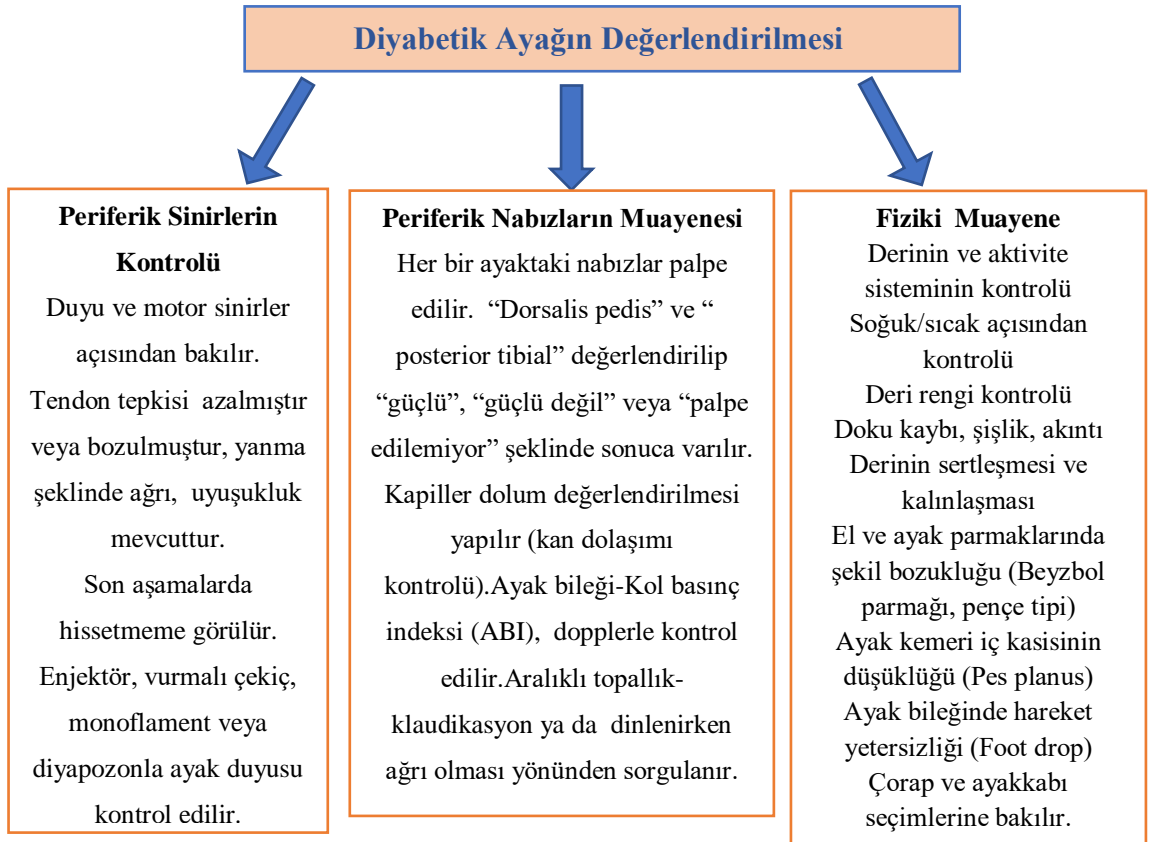 Diyabetik Ayağın Değerlendirilmesi
Periferik Sinirlerin
Kontrolü
Duyu ve motor sinirler
açısından bakılır.
Tendon tepkisi azalmıştır
veya bozulmuştur, yanma
şeklinde ağrı, uyuşukluk
mevcuttur.
Son aşamalarda
hissetmeme görülür.
Enjektör, vurmalı çekiç,
monoflament veya
diyapozonla ayak duyusu
kontrol edilir.
Periferik Nabızların Muayenesi
Her bir ayaktaki nabızlar palpe
edilir. “Dorsalis pedis” ve “
posterior tibial” değerlendirilip
“güçlü”, “güçlü değil” veya “palpe
edilemiyor” şeklinde sonuca varılır.
Kapiller dolum değerlendirilmesi
yapılır (kan dolaşımı
kontrolü).Ayak bileği-Kol basınç
indeksi (ABI), dopplerle kontrol
edilir.Aralıklı topallık-
klaudikasyon ya da dinlenirken
ağrı olması yönünden sorgulanır.
Fiziki Muayene
Derinin ve aktivite
sisteminin kontrolü
Soğuk/sıcak açısından
kontrolü
Deri rengi kontrolü
Doku kaybı, şişlik, akıntı
Derinin sertleşmesi ve
kalınlaşması
El ve ayak parmaklarında
şekil bozukluğu (Beyzbol
parmağı, pençe tipi)
Ayak kemeri iç kasisinin
düşüklüğü (Pes planus)
Ayak bileğinde hareket
yetersizliği (Foot drop)
Çorap ve ayakkabı
seçimlerine bakılır.